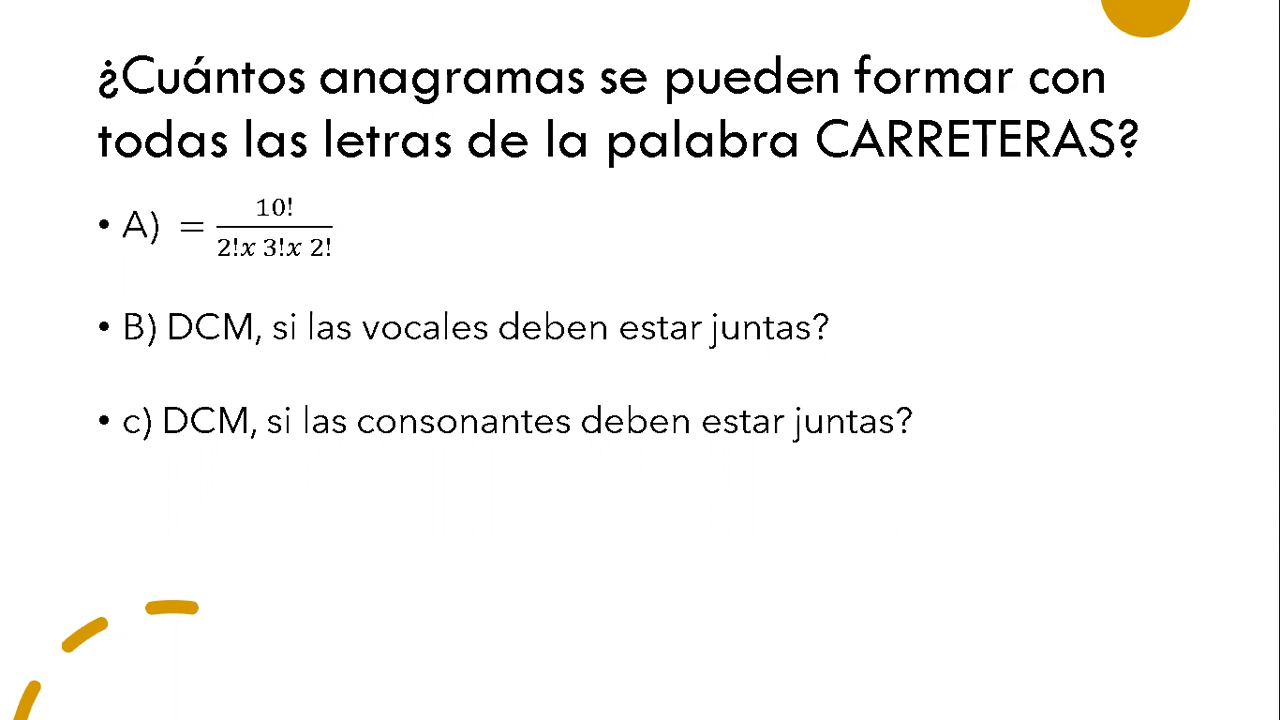 ¿Cuántos anagramas se pueden formar con
todas las letras de la palabra CARRETERAS?
• A) = \frac{10!}{2!x 3!x 2!}
• B) DCM, si las vocales deben estar juntas?
• c) DCM, si las consonantes deben estar juntas?